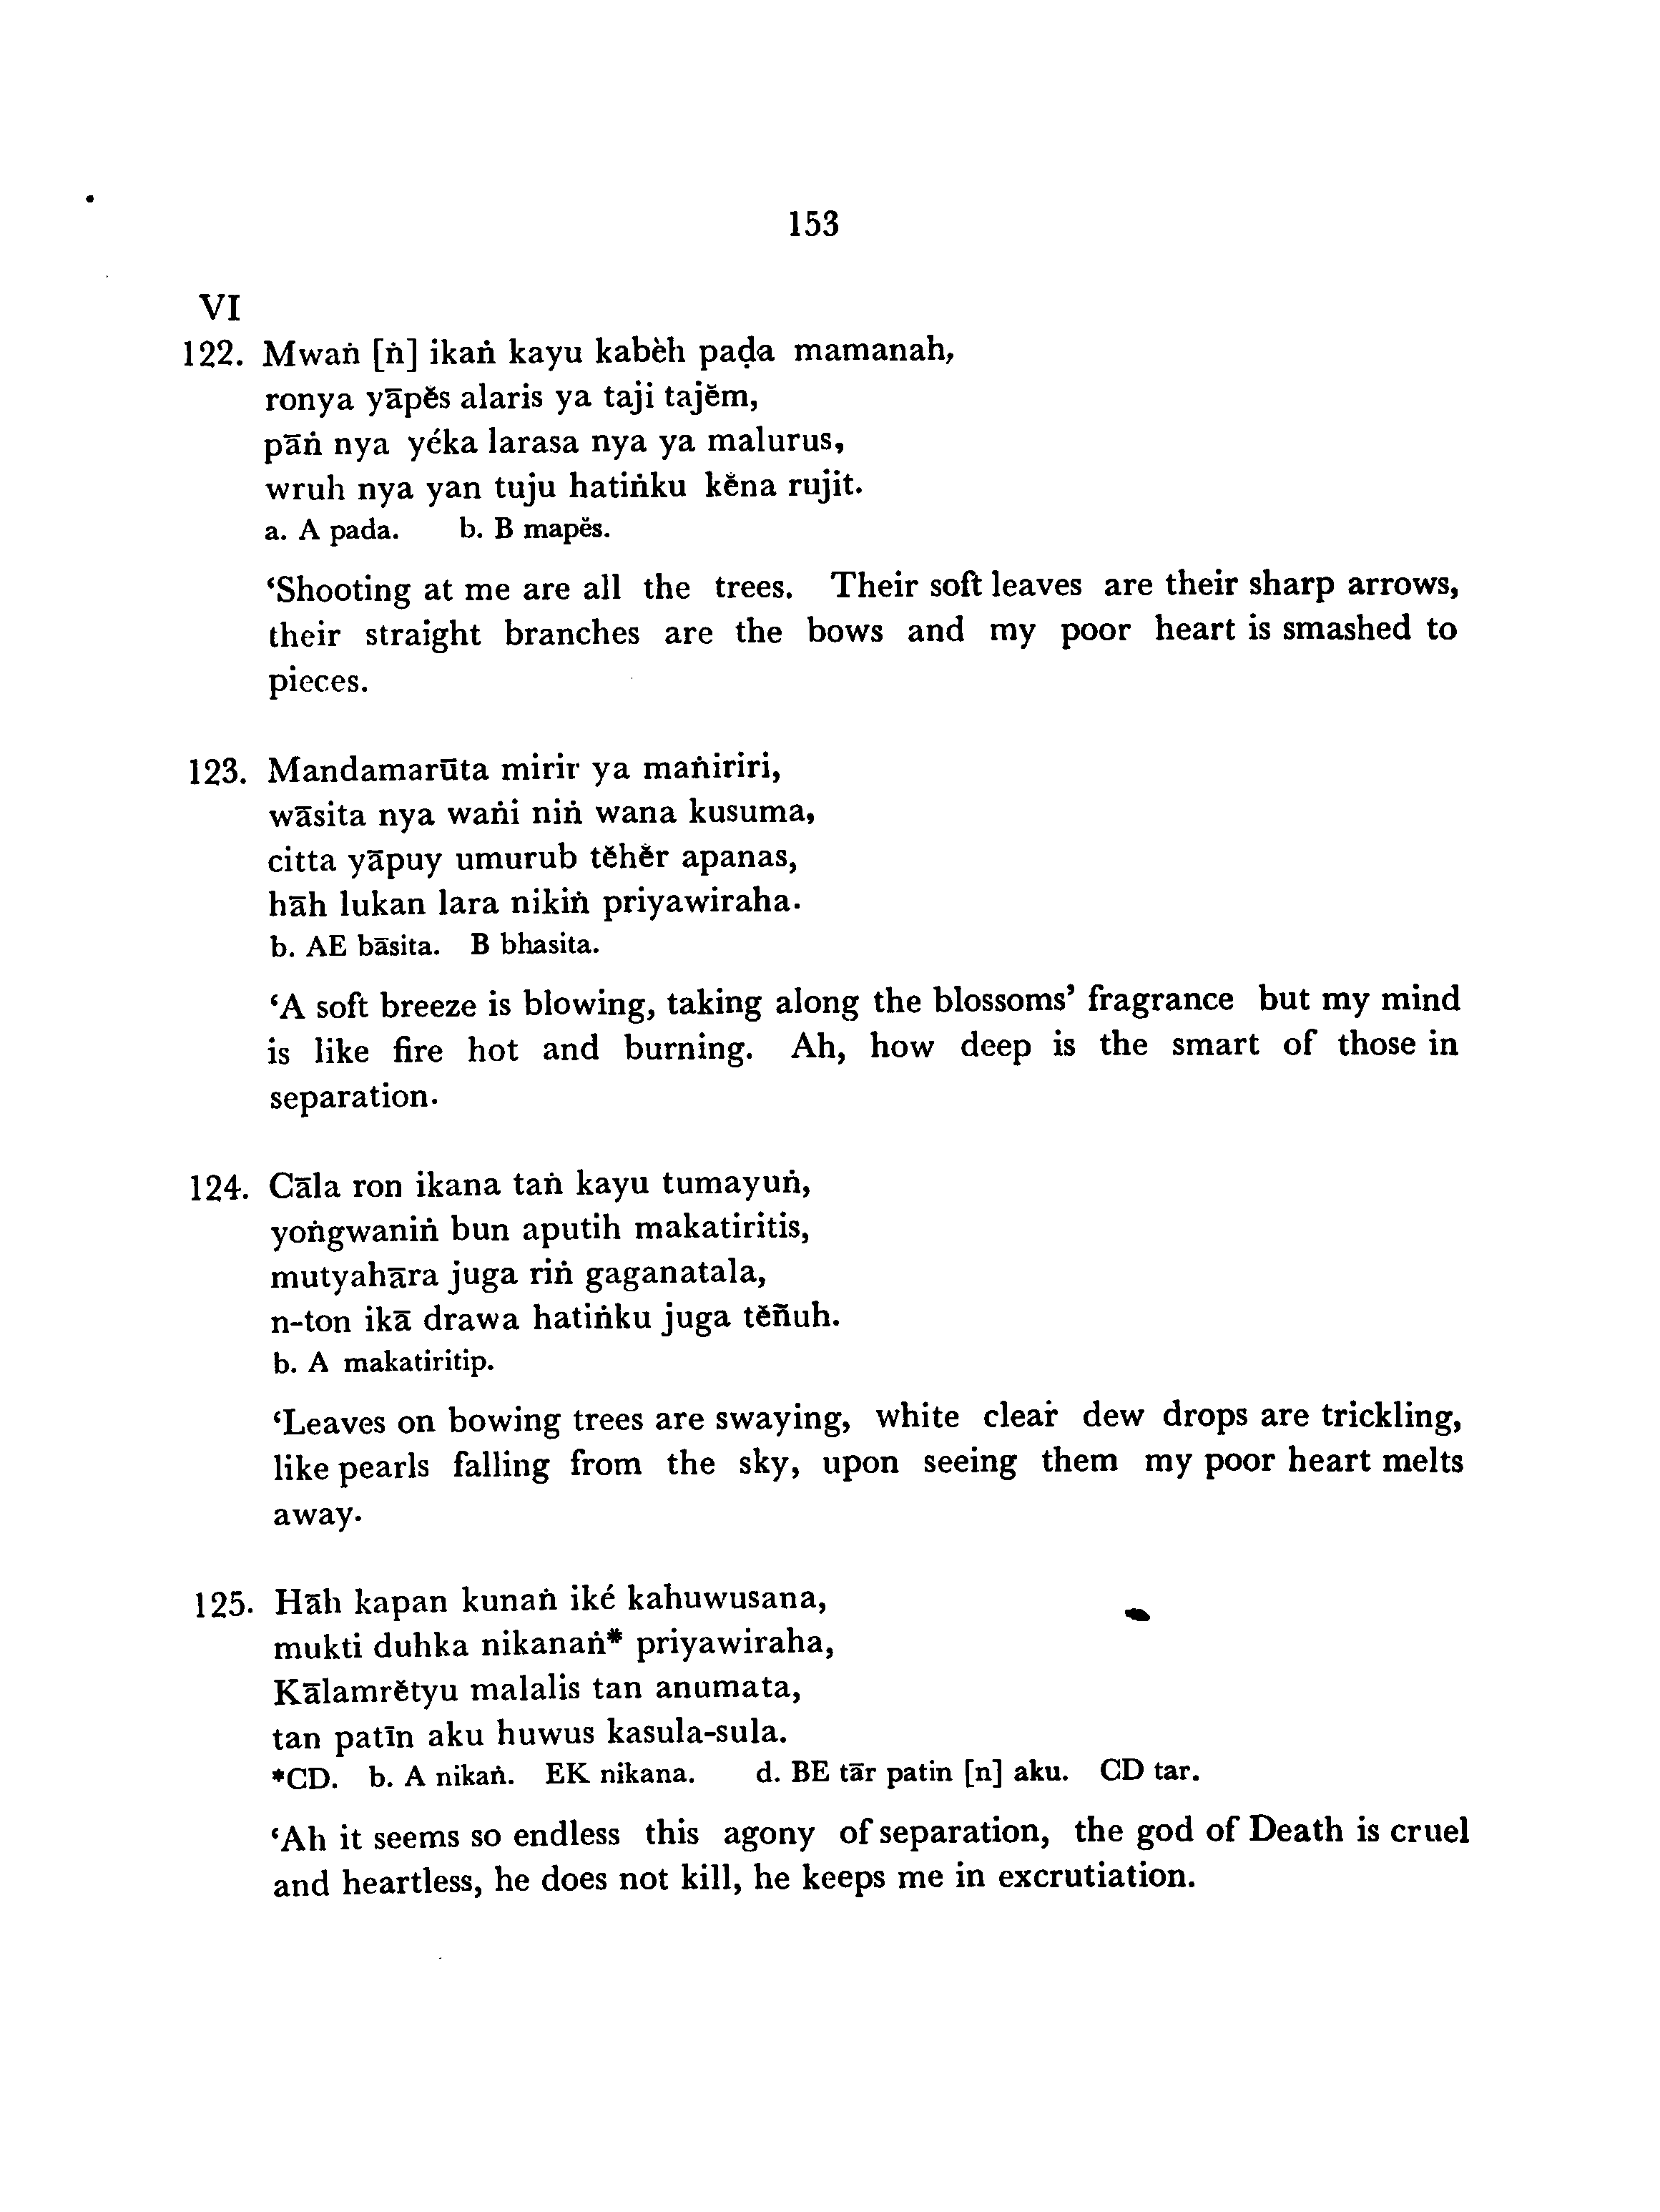 153
VI
122. Mwaṅ [ṅ] ikaṅ kayu kabèh paḍa mamanah,
ronya yāpĕs alaris ya taji tajĕm,
pāṅ nya yéka larasa nya ya malurus,
wruh nya yan tuju hatiṅku kĕna rujit.
a. A pada. b. B mapĕs.
‘Shooting at me are all the trees. Their soft leaves are their sharp arrows,
their straight branches are the bows and my poor heart is smashed to
pieces.
123. Mandamarūta mirir ya maṅiriri,
wāsita nya waṅi niṅ wana kusuma,
citta yāpuy umurub tĕhĕr apanas,
hāh lukan lara nikiṅ priyawiraha.
b. AE bāsita. B bhasita.
‘A soft breeze is blowing, taking along the blossoms’ fragrance but my mind
is like fire hot and burning. Ah, how deep is the smart of those in
separation.
124. Cāla ron ikana taṅ kayu tumayuṅ,
yoṅgwaniṅ bun aputih makatiritis,
mutyahāra juga riṅ gaganatala,
n-ton ikā drawa hatiṅku juga tĕñuh.
b. A makatiritip.
‘Leaves on bowing trees are swaying, white clear dew drops are trickling,
like pearls falling from the sky, upon seeing them my poor heart melts
away.
125. Hāh kapan kunaṅ iké kahuwusana,
mukti duhka nikanaṅ* priyawiraha,
Kālamrĕtyu malalis tan anumata,
tan patīn aku huwus kasula-sula.
*CD. b. A nikaṅ. EK nikana. d. BE tār patin [n] aku. CD tar.
‘Ah it seems so endless this agony of separation, the god of Death is cruel
and heartless, he does not kill, he keeps me in excrutiation.